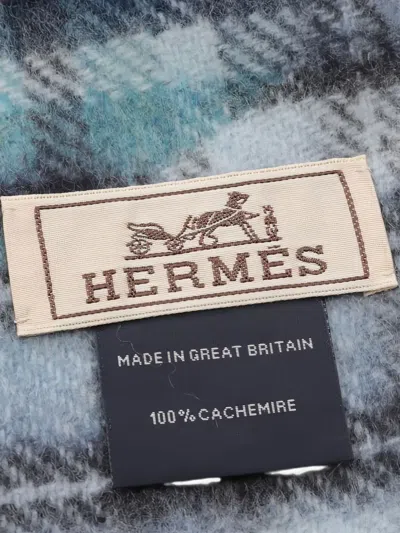 HERMÈS
MADE IN GREAT BRITAIN
100% CACHEMIRE